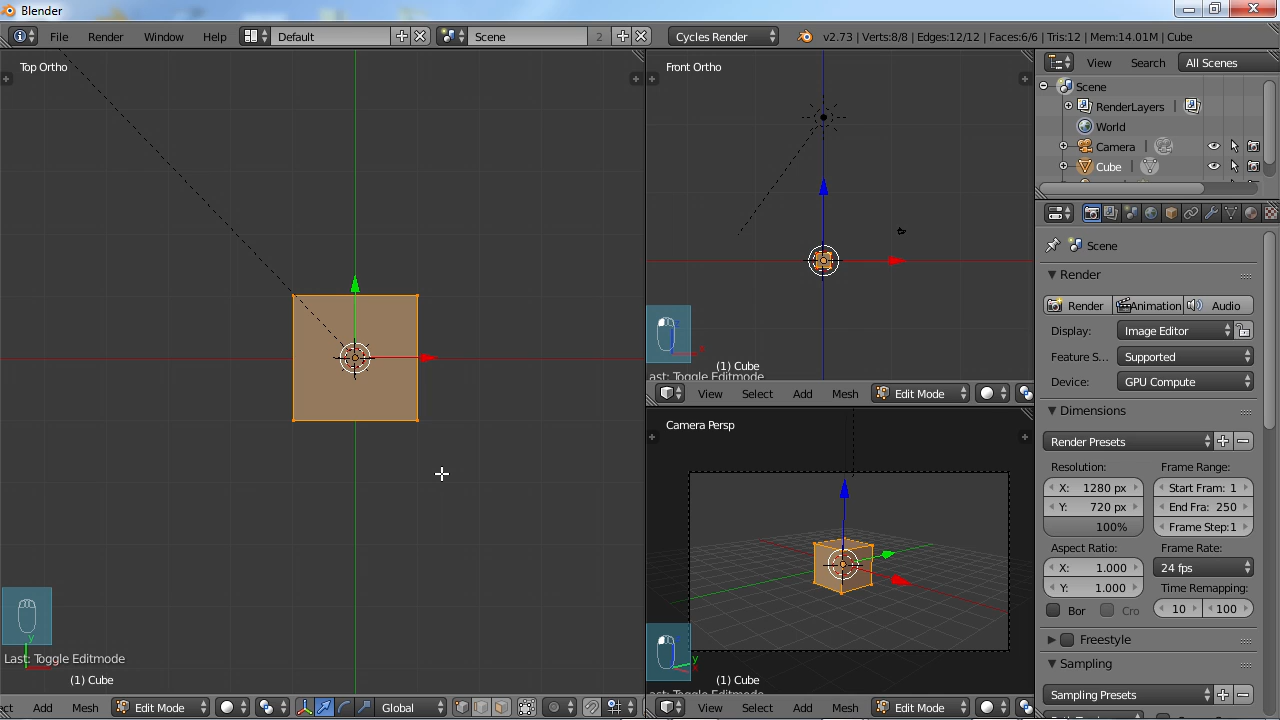 Blender
File Render Window Help Default Scene 2 Cycles Render v2.73 | Verts:8/8 | Edges:12/12 | Faces:6/6 | Tris:12 | Mem:14.01M | Cube
Top Ortho
y
Last: Toggle Editmode
(1) Cube
Add Mesh Edit Mode Global
Front Ortho
x
(1) Cube
ast: Toggle Editmode
View Select Add Mesh Edit Mode
Camera Persp
y
x
(1) Cube
ast: Toggle Editmode
View Select Add Mesh Edit Mode
View Search All Scenes
Scene
RenderLayers |
World
Camera |
Cube |
Scene
Render
Render Animation Audio
Display: Image Editor
Feature S... Supported
Device: GPU Compute
Dimensions
Render Presets
Resolution: Frame Range:
X: 1280 px Start Fram: 1
Y: 720 px End Fra: 250
100% Frame Step:1
Aspect Ratio: Frame Rate:
X: 1.000 24 fps
Y: 1.000 Time Remapping:
Bor Cro 10 100
Freestyle
Sampling
Sampling Presets